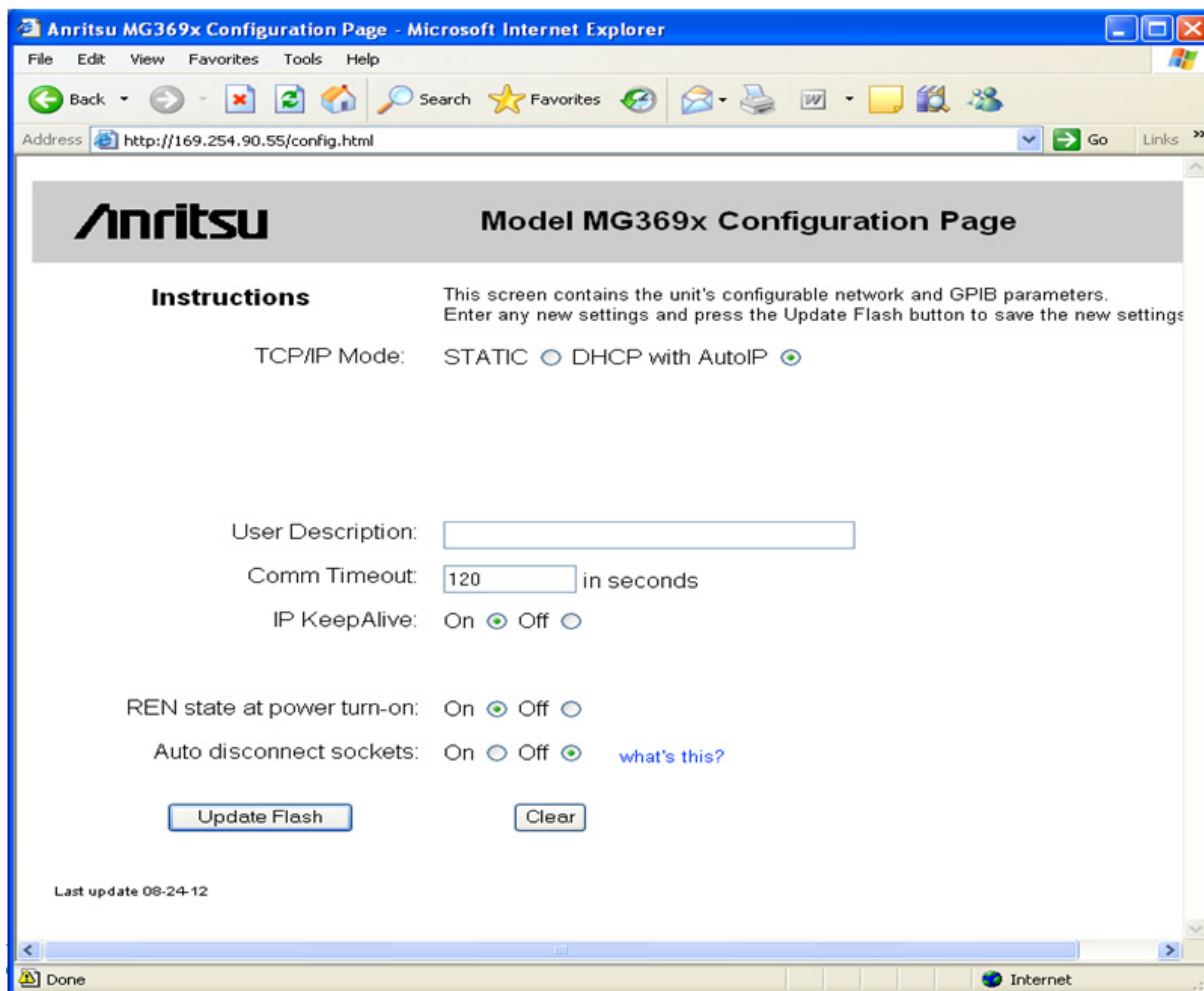 Anritsu MG369x Configuration Page - Microsoft Internet Explorer
File Edit View Favorites Tools Help
Back Search Favorites
Address http://169.254.90.55/config.html Go Links »
Anritsu Model MG369x Configuration Page
Instructions This screen contains the unit's configurable network and GPIB parameters.
Enter any new settings and press the Update Flash button to save the new settings
TCP/IP Mode: STATIC DHCP with AutoIP
User Description:
Comm Timeout: 120 in seconds
IP KeepAlive: On Off
REN state at power turn-on: On Off
Auto disconnect sockets: On Off what's this?
Update Flash Clear
Last update 08-24-12
Done Internet